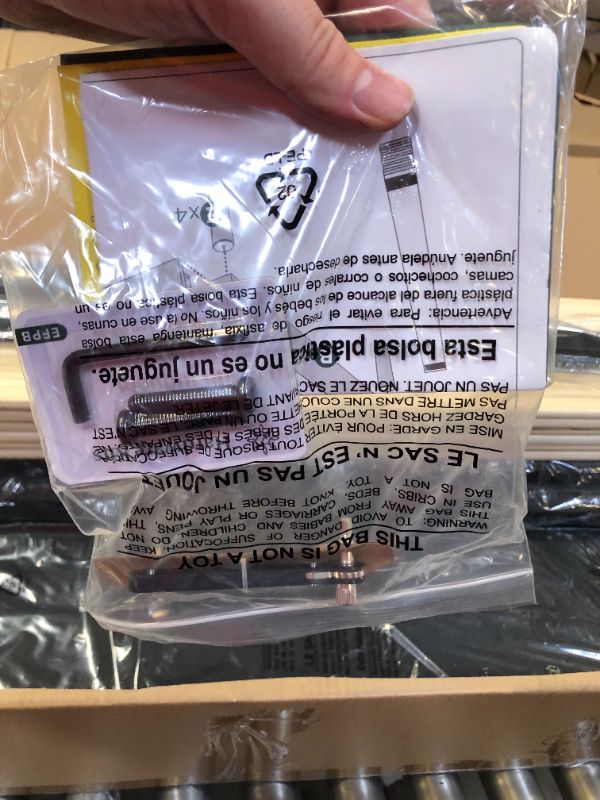 THIS BAG IS NOT A TOY
WARNING: TO AVOID DANGER OF SUFFOCATION, KEEP
THIS BAG AWAY FROM BABIES AND CHILDREN. DO NOT
USE IN CRIBS, BEDS, CARRIAGES OR PLAY PENS. THIS
BAG IS NOT A TOY. KNOT BEFORE THROWING
LE SAC N' EST PAS UN JOUET
MISE EN GARDE: POUR ÉVITER TOUT RISQUE DE SUFFOCATION,
GARDEZ HORS DE LA PORTÉE DES BÉBÉS ET DES ENFANTS. NE
PAS METTRE DANS UNE OU UN PARC. LE SAC N'EST
PAS UN JOUET. NOUEZ LE SAC DE
Esta bolsa plástica no es un juguete.
Advertencia: Para evitar el riesgo de asfixia mantenga esta bolsa
plástica fuera del alcance de los bebés y los niños. No la use en cunas,
camas, cochecitos o corrales de niños. Esta bolsa plástica no es un
juguete. Anúdela antes de desecharla.
EFPB
x4
02
PE-LD